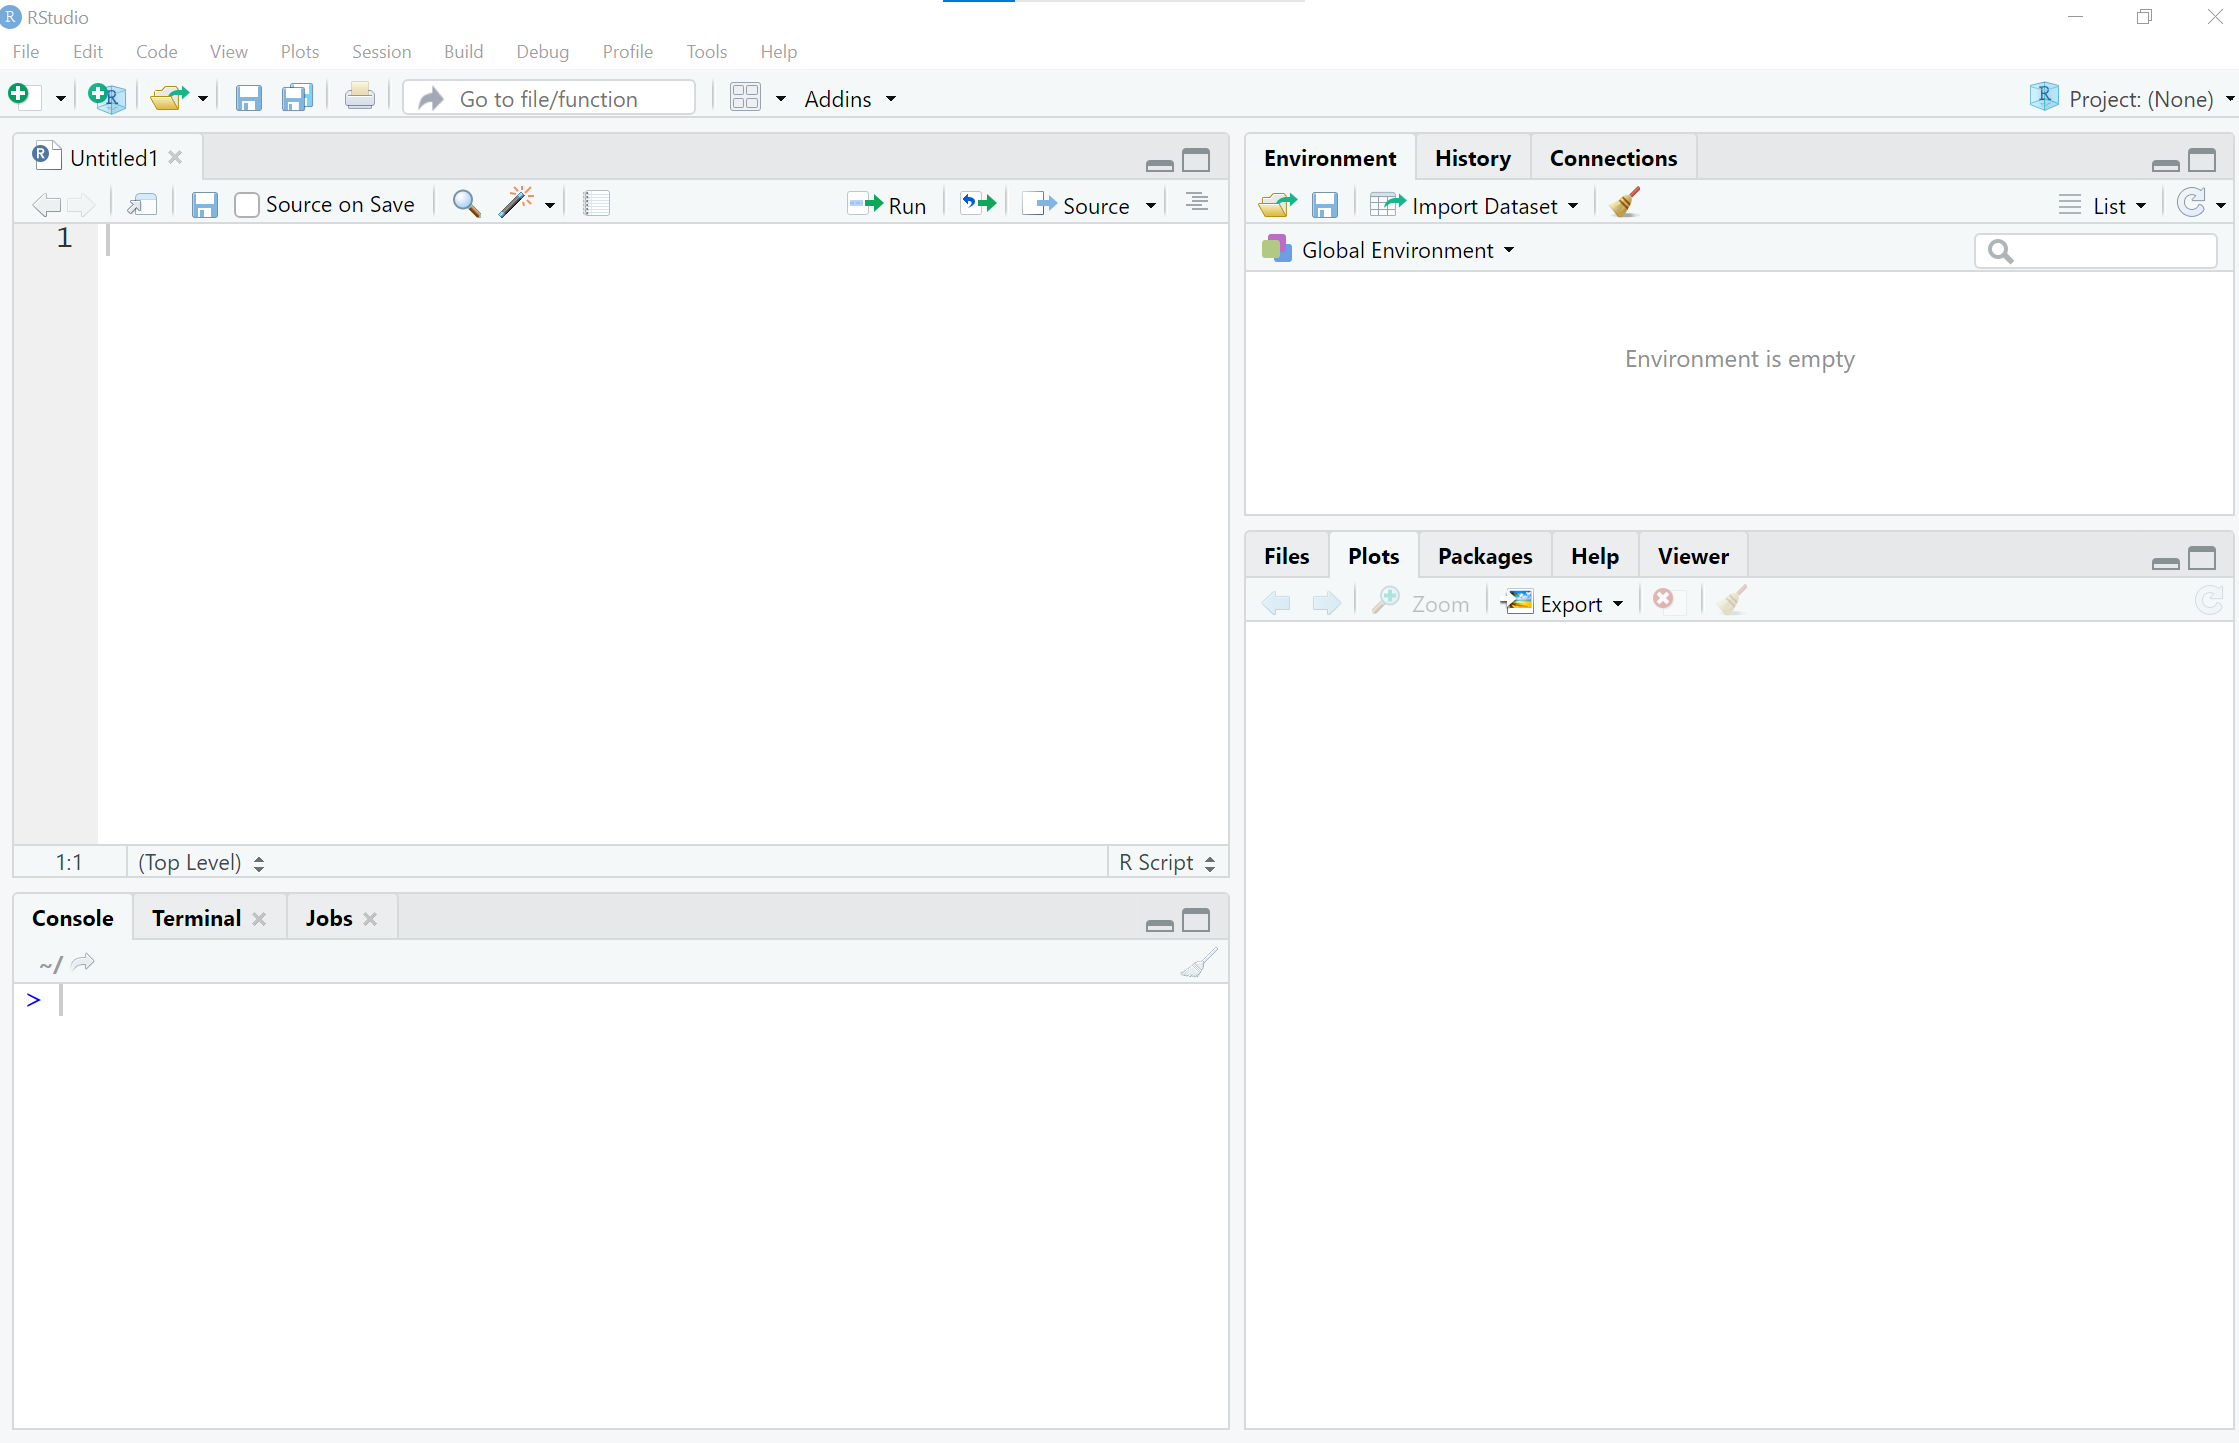 R RStudio
File Edit Code View Plots Session Build Debug Profile Tools Help
R Go to file/function Addins R Project: (None)
R Untitled1
Source on Save Run Source
1
1:1 (Top Level) R Script
Console Terminal Jobs
~/
>
Environment History Connections
Import Dataset List
Global Environment
Environment is empty
Files Plots Packages Help Viewer
Zoom Export